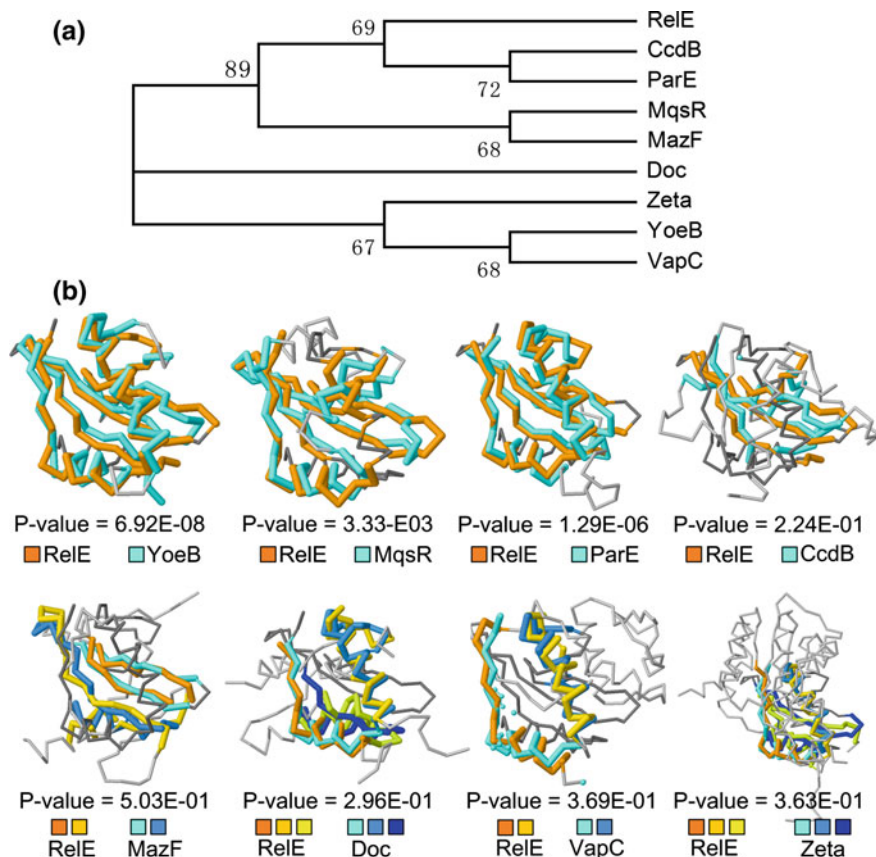 (a)
RelE
69
CcdB
89
ParE
72
MqsR
MazF
68
Doc
Zeta
YoeB
67
VapC
68
(b)
P-value = 6.92E-08
P-value = 3.33-E03
P-value = 1.29E-06
P-value = 2.24E-01
RelE YoeB
RelE MqsR
RelE ParE
RelE CcdB
P-value = 5.03E-01
P-value = 2.96E-01
P-value = 3.69E-01
P-value = 3.63E-01
RelE MazF
RelE Doc
RelE VapC
RelE Zeta